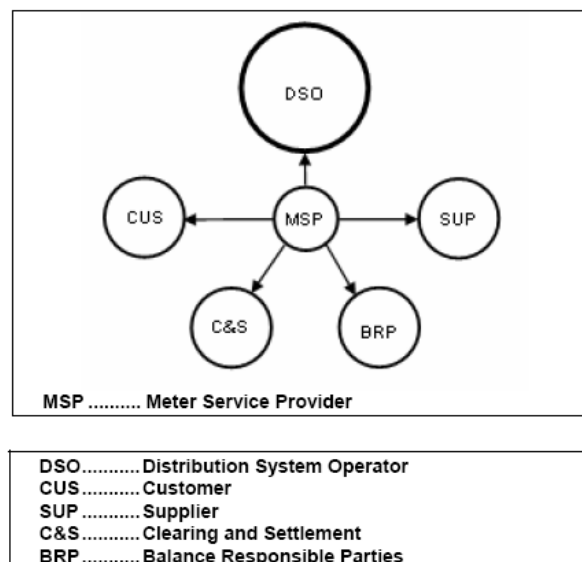 DSO
CUS
MSP
SUP
C&S
BRP
MSP .......... Meter Service Provider
DSO........... Distribution System Operator
CUS........... Customer
SUP ........... Supplier
C&S........... Clearing and Settlement
BRP ........... Balance Responsible Parties